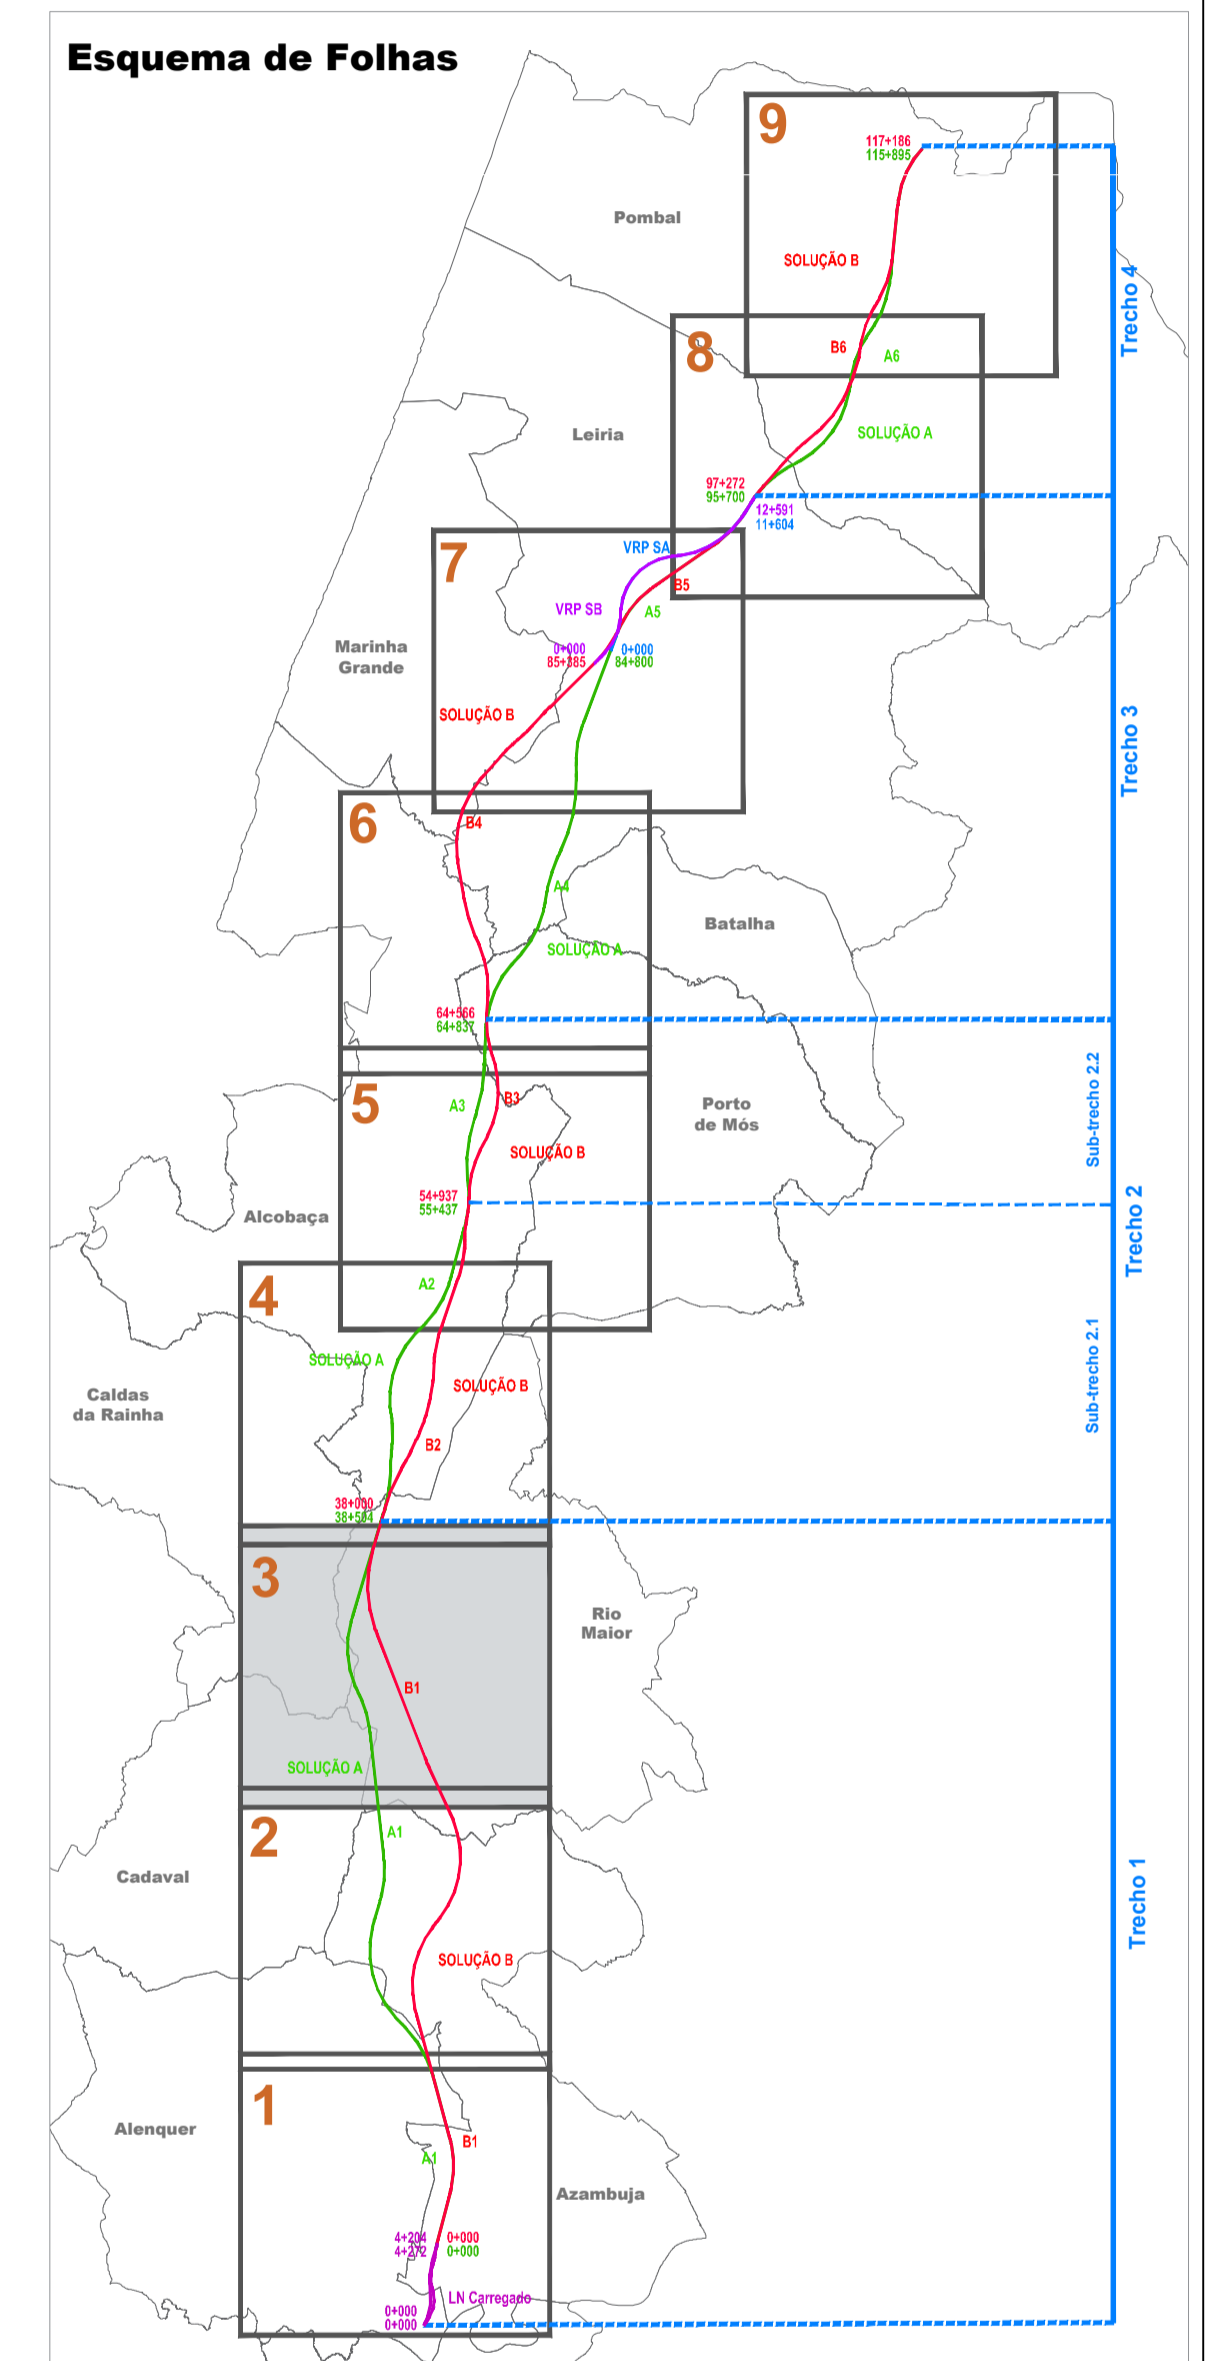 Esquema de Folhas
9
117+186
115+895
Pombal
SOLUÇÃO B
Trecho 4
8
B6
A6
Leiria
SOLUÇÃO A
97+272
95+700
12+591
11+604
7
VRP SA
B5
VRP SB
A5
Marinha
Grande
0+000
85+385
0+000
84+800
SOLUÇÃO B
Trecho 3
6
B4
A4
Batalha
SOLUÇÃO A
64+566
64+837
5
A3
B3
Porto
de Mós
Sub-trecho 2.2
SOLUÇÃO B
54+937
55+437
Alcobaça
Trecho 2
4
A2
SOLUÇÃO A
SOLUÇÃO B
Sub-trecho 2.1
Caldas
da Rainha
B2
38+000
38+504
3
Rio
Maior
B1
SOLUÇÃO A
2
A1
Cadaval
Trecho 1
SOLUÇÃO B
1
Alenquer
B1
A1
Azambuja
4+204
4+272
0+000
0+000
LN Carregado
0+000
0+000